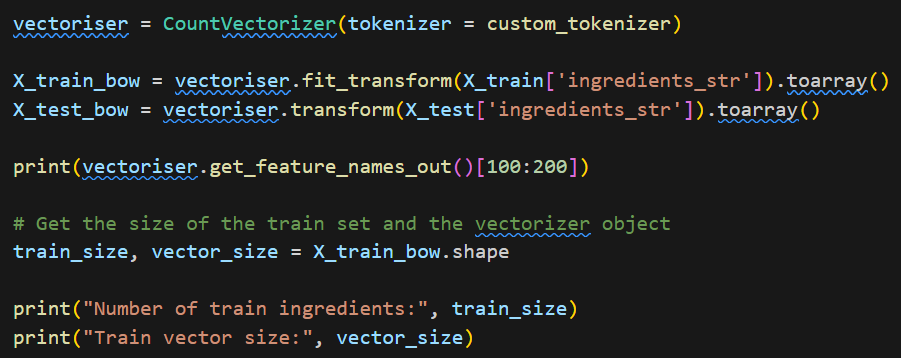 vectoriser = CountVectorizer(tokenizer = custom_tokenizer)
X_train_bow = vectoriser.fit_transform(X_train['ingredients_str']).toarray()
X_test_bow = vectoriser.transform(X_test['ingredients_str']).toarray()
print(vectoriser.get_feature_names_out()[100:200])
# Get the size of the train set and the vectorizer object
train_size, vector_size = X_train_bow.shape
print("Number of train ingredients:", train_size)
print("Train vector size:", vector_size)